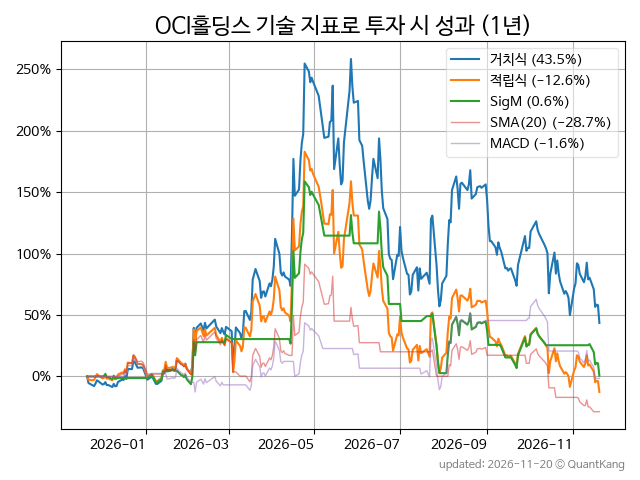 OCI홀딩스 기술 지표로 투자 시 성과 (1년)
거치식 (43.5%)
적립식 (−12.6%)
SigM (0.6%)
SMA(20) (−28.7%)
MACD (−1.6%)
250%
200%
150%
100%
50%
0%
2026-01 2026-03 2026-05 2026-07 2026-09 2026-11
updated: 2026-11-20 © QuantKang